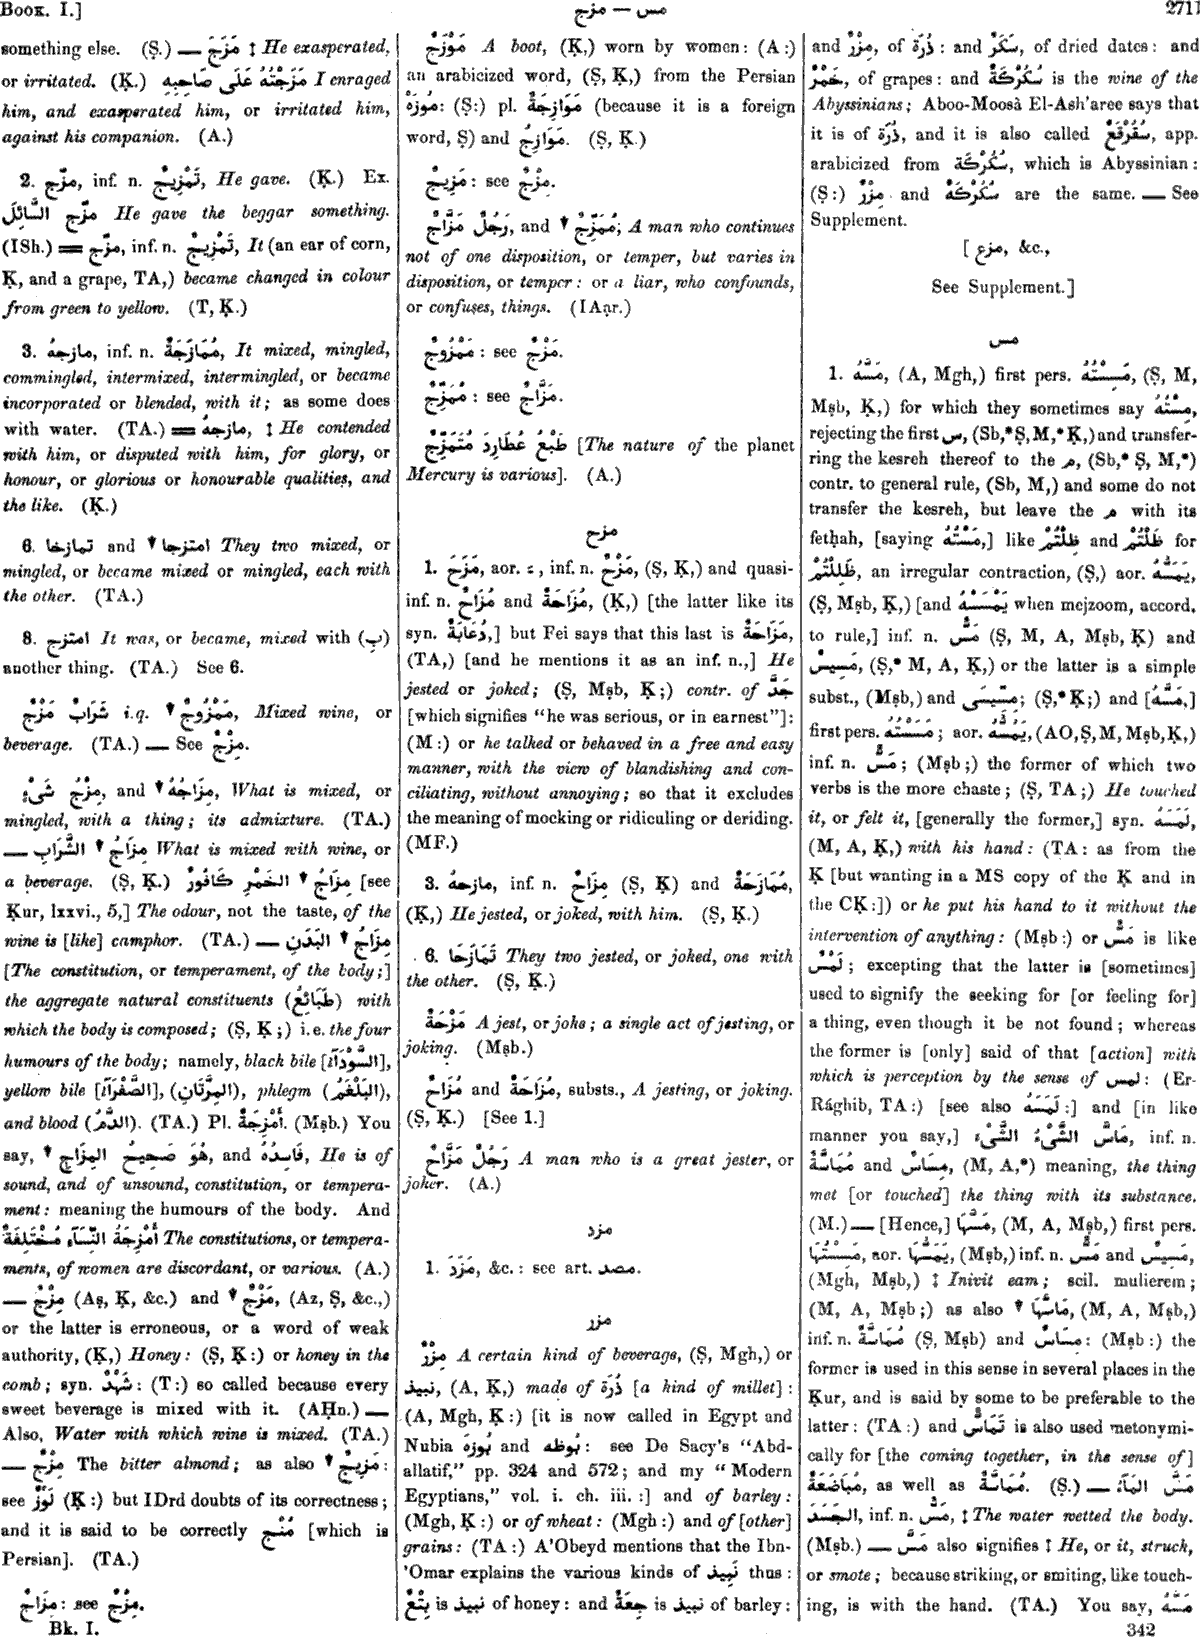 Book. I.]
مزج — مس
2711
something else. (Ṣ.) — مَزَجَ ‡ He exasperated,
or irritated. (Ḳ.) مَزَجْتُهُ عَلَى صَاحِبِهِ I enraged
him, and exasperated him, or irritated him,
against his companion. (A.)
2. مزّج, inf. n. تَمْزِيجٌ, He gave. (Ḳ.) Ex.
مزّج السَّائِلَ He gave the beggar something.
(ISh.) = مزّج, inf. n. تَمْزِيجٌ, It (an ear of corn,
Ḳ, and a grape, TA,) became changed in colour
from green to yellow. (T, Ḳ.)
3. مازجهُ, inf. n. مُمَازَجَةٌ, It mixed, mingled,
commingled, intermixed, intermingled, or became
incorporated or blended, with it; as some does
with water. (TA.) = مازجهُ, ‡ He contended
with him, or disputed with him, for glory, or
honour, or glorious or honourable qualities, and
the like. (Ḳ.)
6. تمازجا and ▼ امتزجا They two mixed, or
mingled, or became mixed or mingled, each with
the other. (TA.)
8. امتزج It was, or became, mixed with (بِ)
another thing. (TA.) See 6.
شَرَابٌ مَزْجٌ i.q. ▼ مَمْزُوجٌ, Mixed wine, or
beverage. (TA.) — See مِزْجٌ.
مِزْجُ شَىْءٍ, and ▼ مِزَاجُهُ, What is mixed, or
mingled, with a thing; its admixture. (TA.)
— مِزَاجُ ▼ الشَّرَابِ What is mixed with wine, or
a beverage. (Ṣ, Ḳ.) مِزَاجُ ▼ الخَمْرِ كَافُورٌ [see
Ḳur, lxxvi., 5,] The odour, not the taste, of the
wine is [like] camphor. (TA.) — مِزَاجُ ▼ البَدَنِ
[The constitution, or temperament, of the body;]
the aggregate natural constituents (طَبَائِعُ) with
which the body is composed; (Ṣ, Ḳ;) i.e. the four
humours of the body; namely, black bile [السَّوْدَآءُ],
yellow bile [الصَّفْرَآءُ], (المِرَّتَانِ), phlegm (البَلْغَمُ),
and blood (الدَّمُ). (TA.) Pl. أَمْزِجَةٌ. (Mṣb.) You
say, ▼ هُوَ صَحِيحُ المِزَاجِ, and فَاسِدُهُ, He is of
sound, and of unsound, constitution, or tempera-
ment: meaning the humours of the body. And
أَمْزِجَةُ النِّسَآءِ مُخْتَلِفَةٌ The constitutions, or tempera-
ments, of women are discordant, or various. (A.)
— مِزْجٌ (Aṣ, Ḳ, &c.) and ▼ مَزْجٌ, (Az, Ṣ, &c.,)
or the latter is erroneous, or a word of weak
authority, (Ḳ,) Honey: (Ṣ, Ḳ:) or honey in the
comb; syn. شَهْدٌ: (T:) so called because every
sweet beverage is mixed with it. (AḤn.) —
Also, Water with which wine is mixed. (TA.)
— مِزْجٌ The bitter almond; as also ▼ مَزِيجٌ:
see لَوْزٌ (Ḳ:) but IDrd doubts of its correctness;
and it is said to be correctly مُنْج [which is
Persian]. (TA.)
مِزَاجٌ: see مِزْجٌ.
Bk. I.
مَوْزَجٌ A boot, (Ḳ,) worn by women: (A:)
an arabicized word, (Ṣ, Ḳ,) from the Persian
مُوزَهْ: (Ṣ:) pl. مَوَازِجَةٌ (because it is a foreign
word, Ṣ) and مَوَازِجُ. (Ṣ, Ḳ.)
مَزِيجٌ: see مِزْجٌ.
رَجُلٌ مَزَّاجٌ, and ▼ مُمَزِّجٌ; A man who continues
not of one disposition, or temper, but varies in
disposition, or temper: or a liar, who confounds,
or confuses, things. (IAạr.)
مَمْزُوجٌ: see مَزْجٌ.
مُمَزِّجٌ: see مَزَّاجٌ.
طَبْعُ عُطَارِدَ مُتَمَزِّجٌ [The nature of the planet
Mercury is various]. (A.)
مزح
1. مَزَحَ, aor. ـَ, inf. n. مَزْحٌ, (Ṣ, Ḳ,) and quasi-
inf. n. مُزَاحٌ and مُزَاحَةٌ, (Ḳ,) [the latter like its
syn. دُعَابَةٌ,] but Fei says that this last is مَزَاحَةٌ,
(TA,) [and he mentions it as an inf. n.,] He
jested or joked; (Ṣ, Mṣb, Ḳ;) contr. of جَدَّ
[which signifies "he was serious, or in earnest"]:
(M:) or he talked or behaved in a free and easy
manner, with the view of blandishing and con-
ciliating, without annoying; so that it excludes
the meaning of mocking or ridiculing or deriding.
(MF.)
3. مازحهُ, inf. n. مِزَاحٌ (Ṣ, Ḳ) and مُمَازَحَةٌ,
(Ḳ,) He jested, or joked, with him. (Ṣ, Ḳ.)
6. تَمَازَحَا They two jested, or joked, one with
the other. (Ṣ, Ḳ.)
مَزْحَةٌ A jest, or joke; a single act of jesting, or
joking. (Mṣb.)
مُزَاحٌ and مُزَاحَةٌ, substs., A jesting, or joking.
(Ṣ, Ḳ.) [See 1.]
رَجُلٌ مَزَّاحٌ A man who is a great jester, or
joker. (A.)
مزد
1. مَزَدَ, &c.: see art. مصد.
مزر
مِزْرٌ A certain kind of beverage, (Ṣ, Mgh,) or
نبيذ, (A, Ḳ,) made of ذُرَة [a kind of millet]:
(A, Mgh, Ḳ:) [it is now called in Egypt and
Nubia بُوزَه and بُوظَه: see De Sacy's "Abd-
allatif," pp. 324 and 572; and my "Modern
Egyptians," vol. i. ch. iii.:] and of barley:
(Mgh, Ḳ:) or of wheat: (Mgh:) and of [other]
grains: (TA:) A'Obeyd mentions that the Ibn-
'Omar explains the various kinds of نَبِيذ thus:
بِتْعٌ is نبيذ of honey: and جِعَةٌ is نبيذ of barley:
and مِزْرٌ, of ذُرَة: and سَكَرٌ, of dried dates: and
خَمْرٌ, of grapes: and سُكُرْكَةٌ is the wine of the
Abyssinians; Aboo-Moosà El-Ash'aree says that
it is of ذُرَة, and it is also called سُقُرْقَعٌ, app.
arabicized from سُكُرْكَة, which is Abyssinian:
(Ṣ:) مِزْرٌ and سُكُرْكَةٌ are the same. — See
Supplement.
[ مزع, &c.,
See Supplement.]
مس
1. مَسَّهُ, (A, Mgh,) first pers. مَسِسْتُهُ, (Ṣ, M,
Mṣb, Ḳ,) for which they sometimes say مِسْتُهُ,
rejecting the first س, (Sb,* Ṣ, M,* Ḳ,) and transfer-
ring the kesreh thereof to the م, (Sb,* Ṣ, M,*)
contr. to general rule, (Sb, M,) and some do not
transfer the kesreh, but leave the م with its
fetḥah, [saying مَسْتُهُ,] like ظِلْتُمْ and ظَلْتُمْ for
ظَلِلْتُمْ, an irregular contraction, (Ṣ,) aor. يَمَسُّهُ,
(Ṣ, Mṣb, Ḳ,) [and يَمْسَسْهُ when mejzoom, accord.
to rule,] inf. n. مَسٌّ (Ṣ, M, A, Mṣb, Ḳ) and
مَسِيسٌ, (Ṣ,* M, A, Ḳ,) or the latter is a simple
subst., (Mṣb,) and مِسِّيسَى; (Ṣ,* Ḳ;) and [مَسَّهُ,]
first pers. مَسَسْتُهُ; aor. يَمُسُّهُ, (AO, Ṣ, M, Mṣb, Ḳ,)
inf. n. مَسٌّ; (Mṣb;) the former of which two
verbs is the more chaste; (Ṣ, TA;) He touched
it, or felt it, [generally the former,] syn. لَمَسَهُ,
(M, A, Ḳ,) with his hand: (TA: as from the
Ḳ [but wanting in a MS copy of the Ḳ and in
the CḲ:]) or he put his hand to it without the
intervention of anything: (Mṣb:) or مَسٌّ is like
لَمْسٌ; excepting that the latter is [sometimes]
used to signify the seeking for [or feeling for]
a thing, even though it be not found; whereas
the former is [only] said of that [action] with
which is perception by the sense of لمس: (Er-
Rághib, TA:) [see also لَمَسَهُ:] and [in like
manner you say,] مَاسَّ الشَّىْءُ الشَّىْءَ, inf. n.
مُمَاسَّةٌ and مِسَاسٌ, (M, A,*) meaning, the thing
met [or touched] the thing with its substance.
(M.) — [Hence,] مَسَّهَا, (M, A, Mṣb,) first pers.
مَسِسْتُهَا, aor. يَمَسُّهَا, (Mṣb,) inf. n. مَسٌّ and مَسِيسٌ,
(Mgh, Mṣb,) ‡ Inivit eam; scil. mulierem;
(M, A, Mṣb;) as also ▼ مَاسَّهَا, (M, A, Mṣb,)
inf. n. مُمَاسَّةٌ (Ṣ, Mṣb) and مِسَاسٌ: (Mṣb:) the
former is used in this sense in several places in the
Ḳur, and is said by some to be preferable to the
latter: (TA:) and تَمَاسٌّ is also used metonymi-
cally for [the coming together, in the sense of]
مُبَاضَعَةٌ, as well as مُمَاسَّةٌ. (Ṣ.) — مَسَّ المَآءُ
الجَسَدَ, inf. n. مَسٌّ, ‡ The water wetted the body.
(Mṣb.) — مَسَّ also signifies ‡ He, or it, struck,
or smote; because striking, or smiting, like touch-
ing, is with the hand. (TA.) You say, مَسَّهُ
342